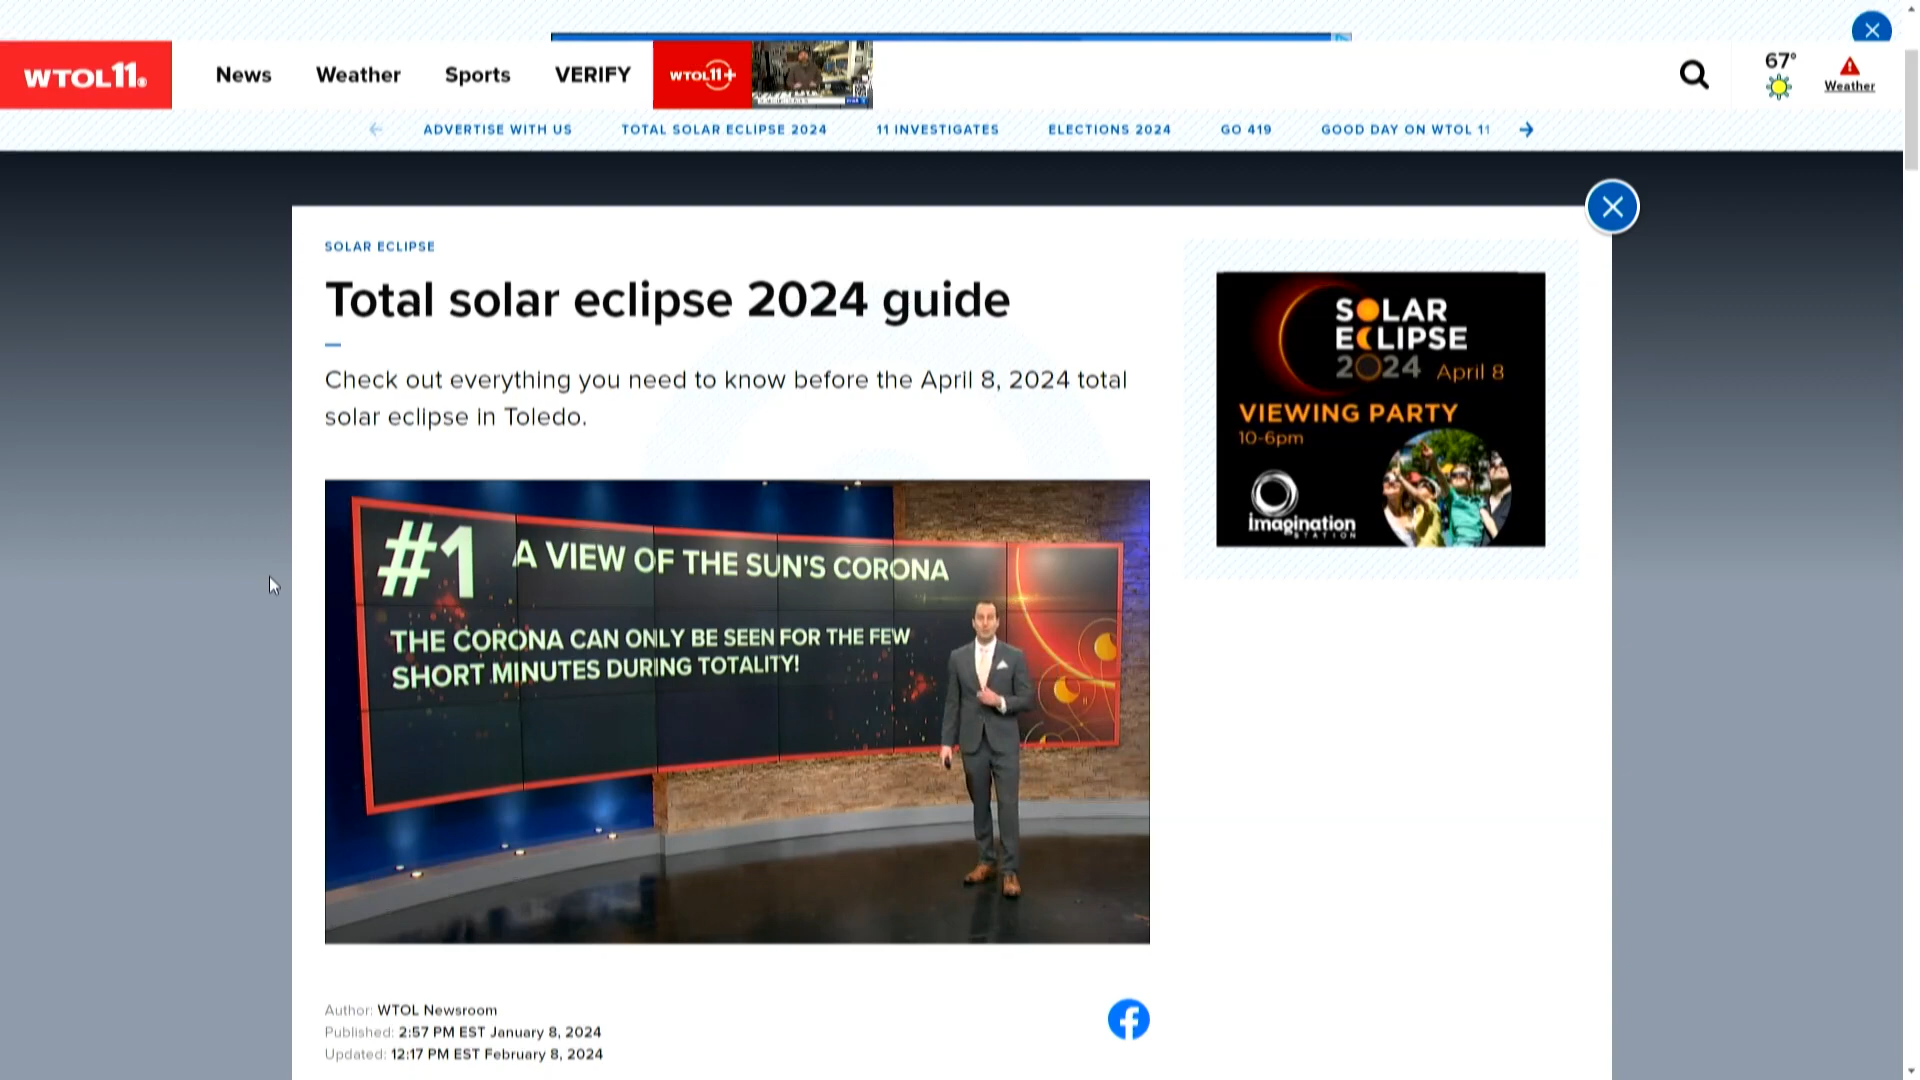 WTOL11
News
Weather
Sports
VERIFY
WTOL11+
67°
Weather
ADVERTISE WITH US
TOTAL SOLAR ECLIPSE 2024
11 INVESTIGATES
ELECTIONS 2024
GO 419
GOOD DAY ON WTOL 11
SOLAR ECLIPSE
Total solar eclipse 2024 guide
Check out everything you need to know before the April 8, 2024 total
solar eclipse in Toledo.
SOLAR
ECLIPSE
2024 April 8
VIEWING PARTY
10-6pm
imagination
STATION
#1 A VIEW OF THE SUN'S CORONA
THE CORONA CAN ONLY BE SEEN FOR THE FEW
SHORT MINUTES DURING TOTALITY!
Author: WTOL Newsroom
Published: 2:57 PM EST January 8, 2024
Updated: 12:17 PM EST February 8, 2024